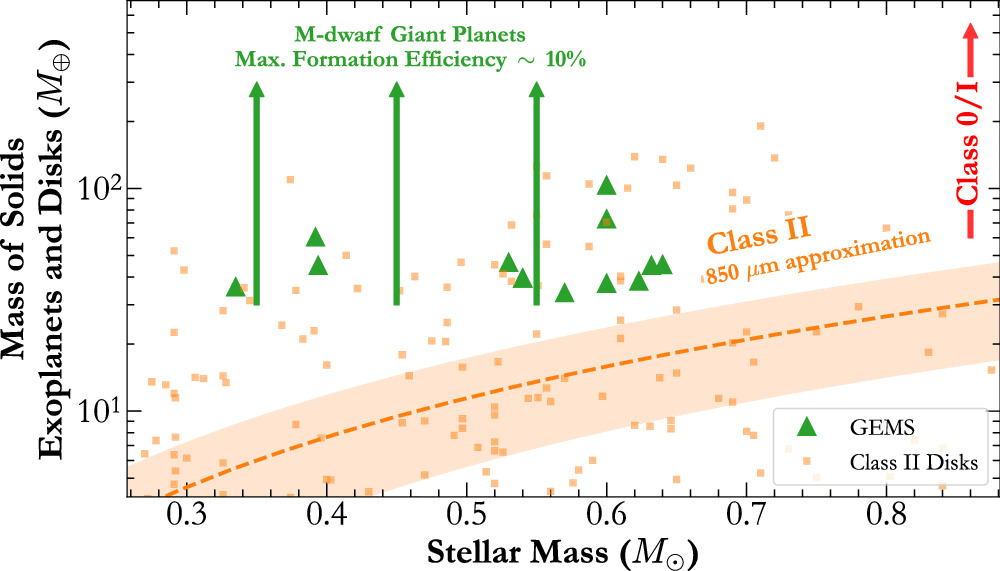 M-dwarf Giant Planets
Max. Formation Efficiency ∼ 10%
Class 0/I
Class II
850 μm approximation
Mass of Solids
Exoplanets and Disks (M⊕)
10²
10¹
GEMS
Class II Disks
0.3 0.4 0.5 0.6 0.7 0.8
Stellar Mass (M⊙)